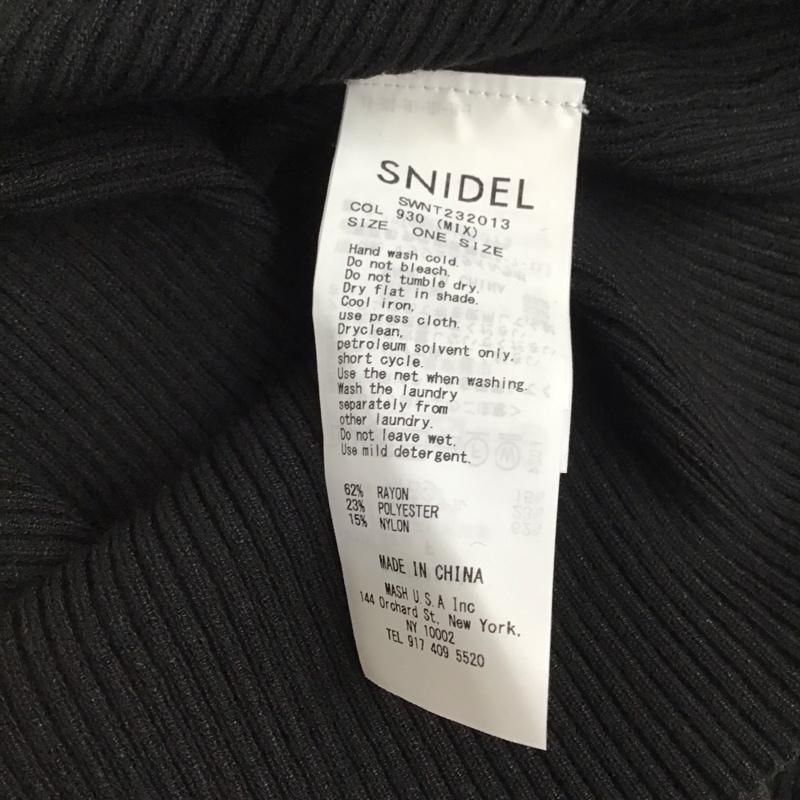 SNIDEL
SWNT232013
COL 930 (MIX)
SIZE ONE SIZE
Hand wash cold.
Do not bleach.
Do not tumble dry.
Dry flat in shade.
Cool iron,
use press cloth.
Dryclean,
petroleum solvent only,
short cycle.
Use the net when washing.
Wash the laundry
separately from
other laundry.
Do not leave wet.
Use mild detergent.
62% RAYON
23% POLYESTER
15% NYLON
MADE IN CHINA
MASH U.S.A Inc
144 Orchard St. New York.
NY 10002
TEL 917 409 5520